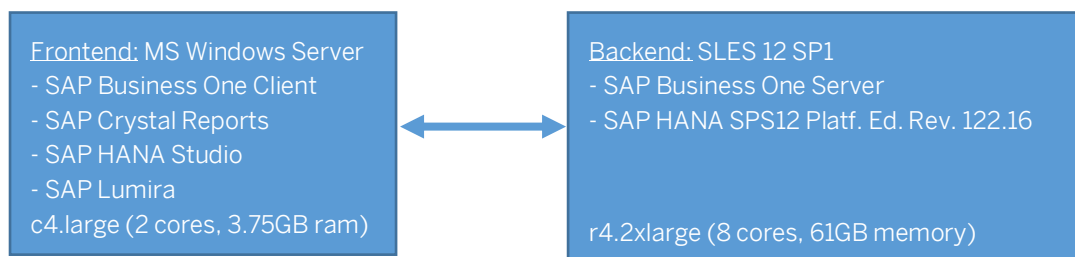 Frontend: MS Windows Server
- SAP Business One Client
- SAP Crystal Reports
- SAP HANA Studio
- SAP Lumira
c4.large (2 cores, 3.75GB ram)
Backend: SLES 12 SP1
- SAP Business One Server
- SAP HANA SPS12 Platf. Ed. Rev. 122.16
r4.2xlarge (8 cores, 61GB memory)